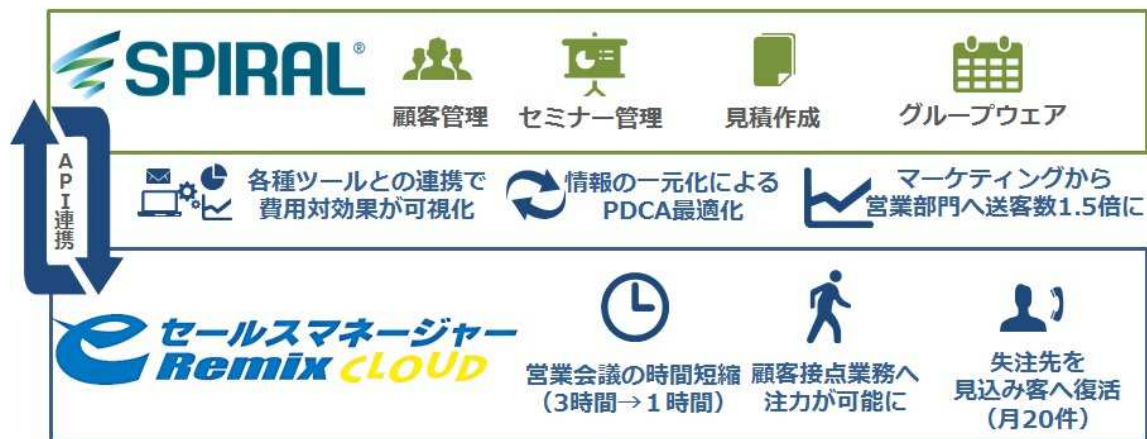 SPIRAL®
顧客管理
セミナー管理
見積作成
グループウェア
API連携
各種ツールとの連携で
費用対効果が可視化
情報の一元化による
PDCA最適化
マーケティングから
営業部門へ送客数1.5倍に
eセールスマネージャー
Remix CLOUD
営業会議の時間短縮
（3時間→１時間）
顧客接点業務へ
注力が可能に
失注先を
見込み客へ復活
（月20件）